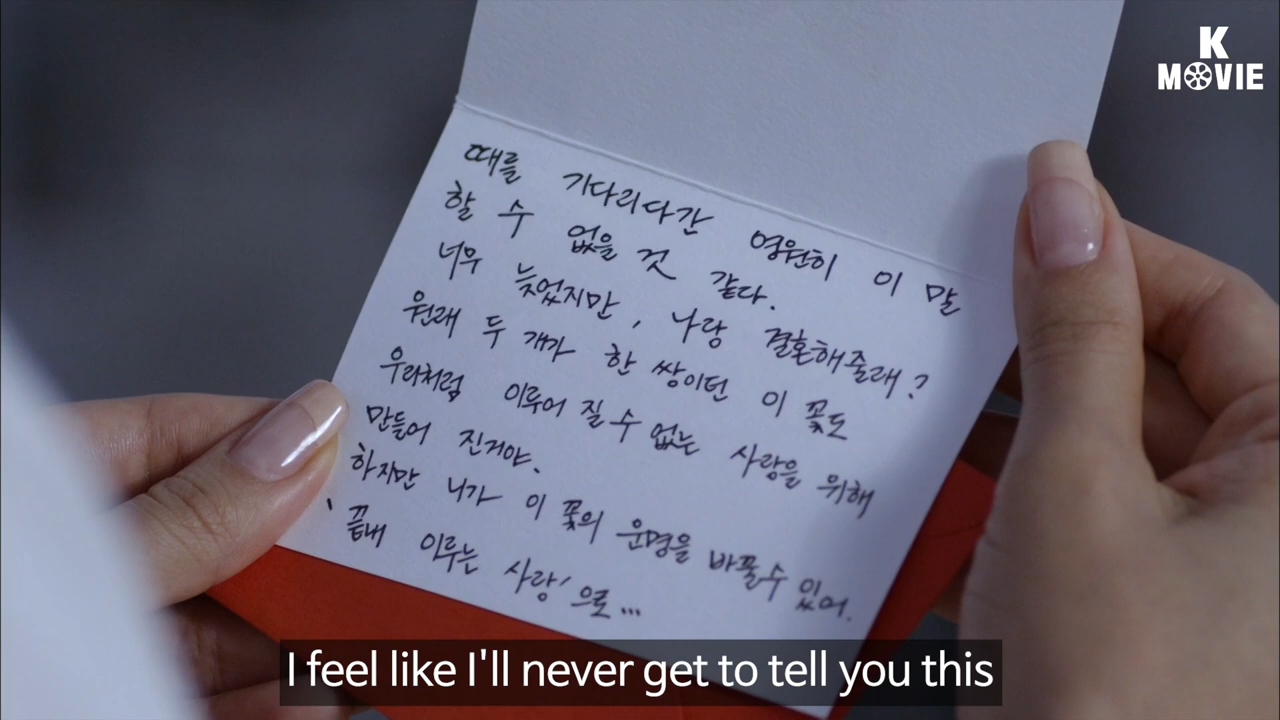 K
MOVIE
때를 기다리다간 영원히 이 말
할 수 없을 것 같다.
너무 늦었지만, 나랑 결혼해줄래?
원래 두 개가 한 쌍이던 이 꽃도
우리처럼 이루어 질 수 없는 사랑을 위해
만들어 진거야.
하지만 니가 이 꽃의 운명을 바꿀수 있어.
'끝내 이루는 사랑'으로...
I feel like I'll never get to tell you this